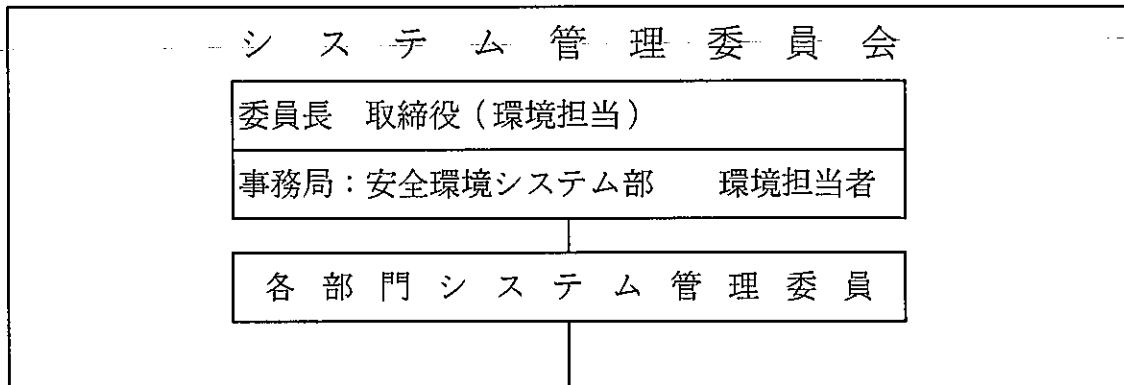 システム管理委員会
委員長　取締役（環境担当）
事務局：安全環境システム部　　環境担当者
各部門システム管理委員